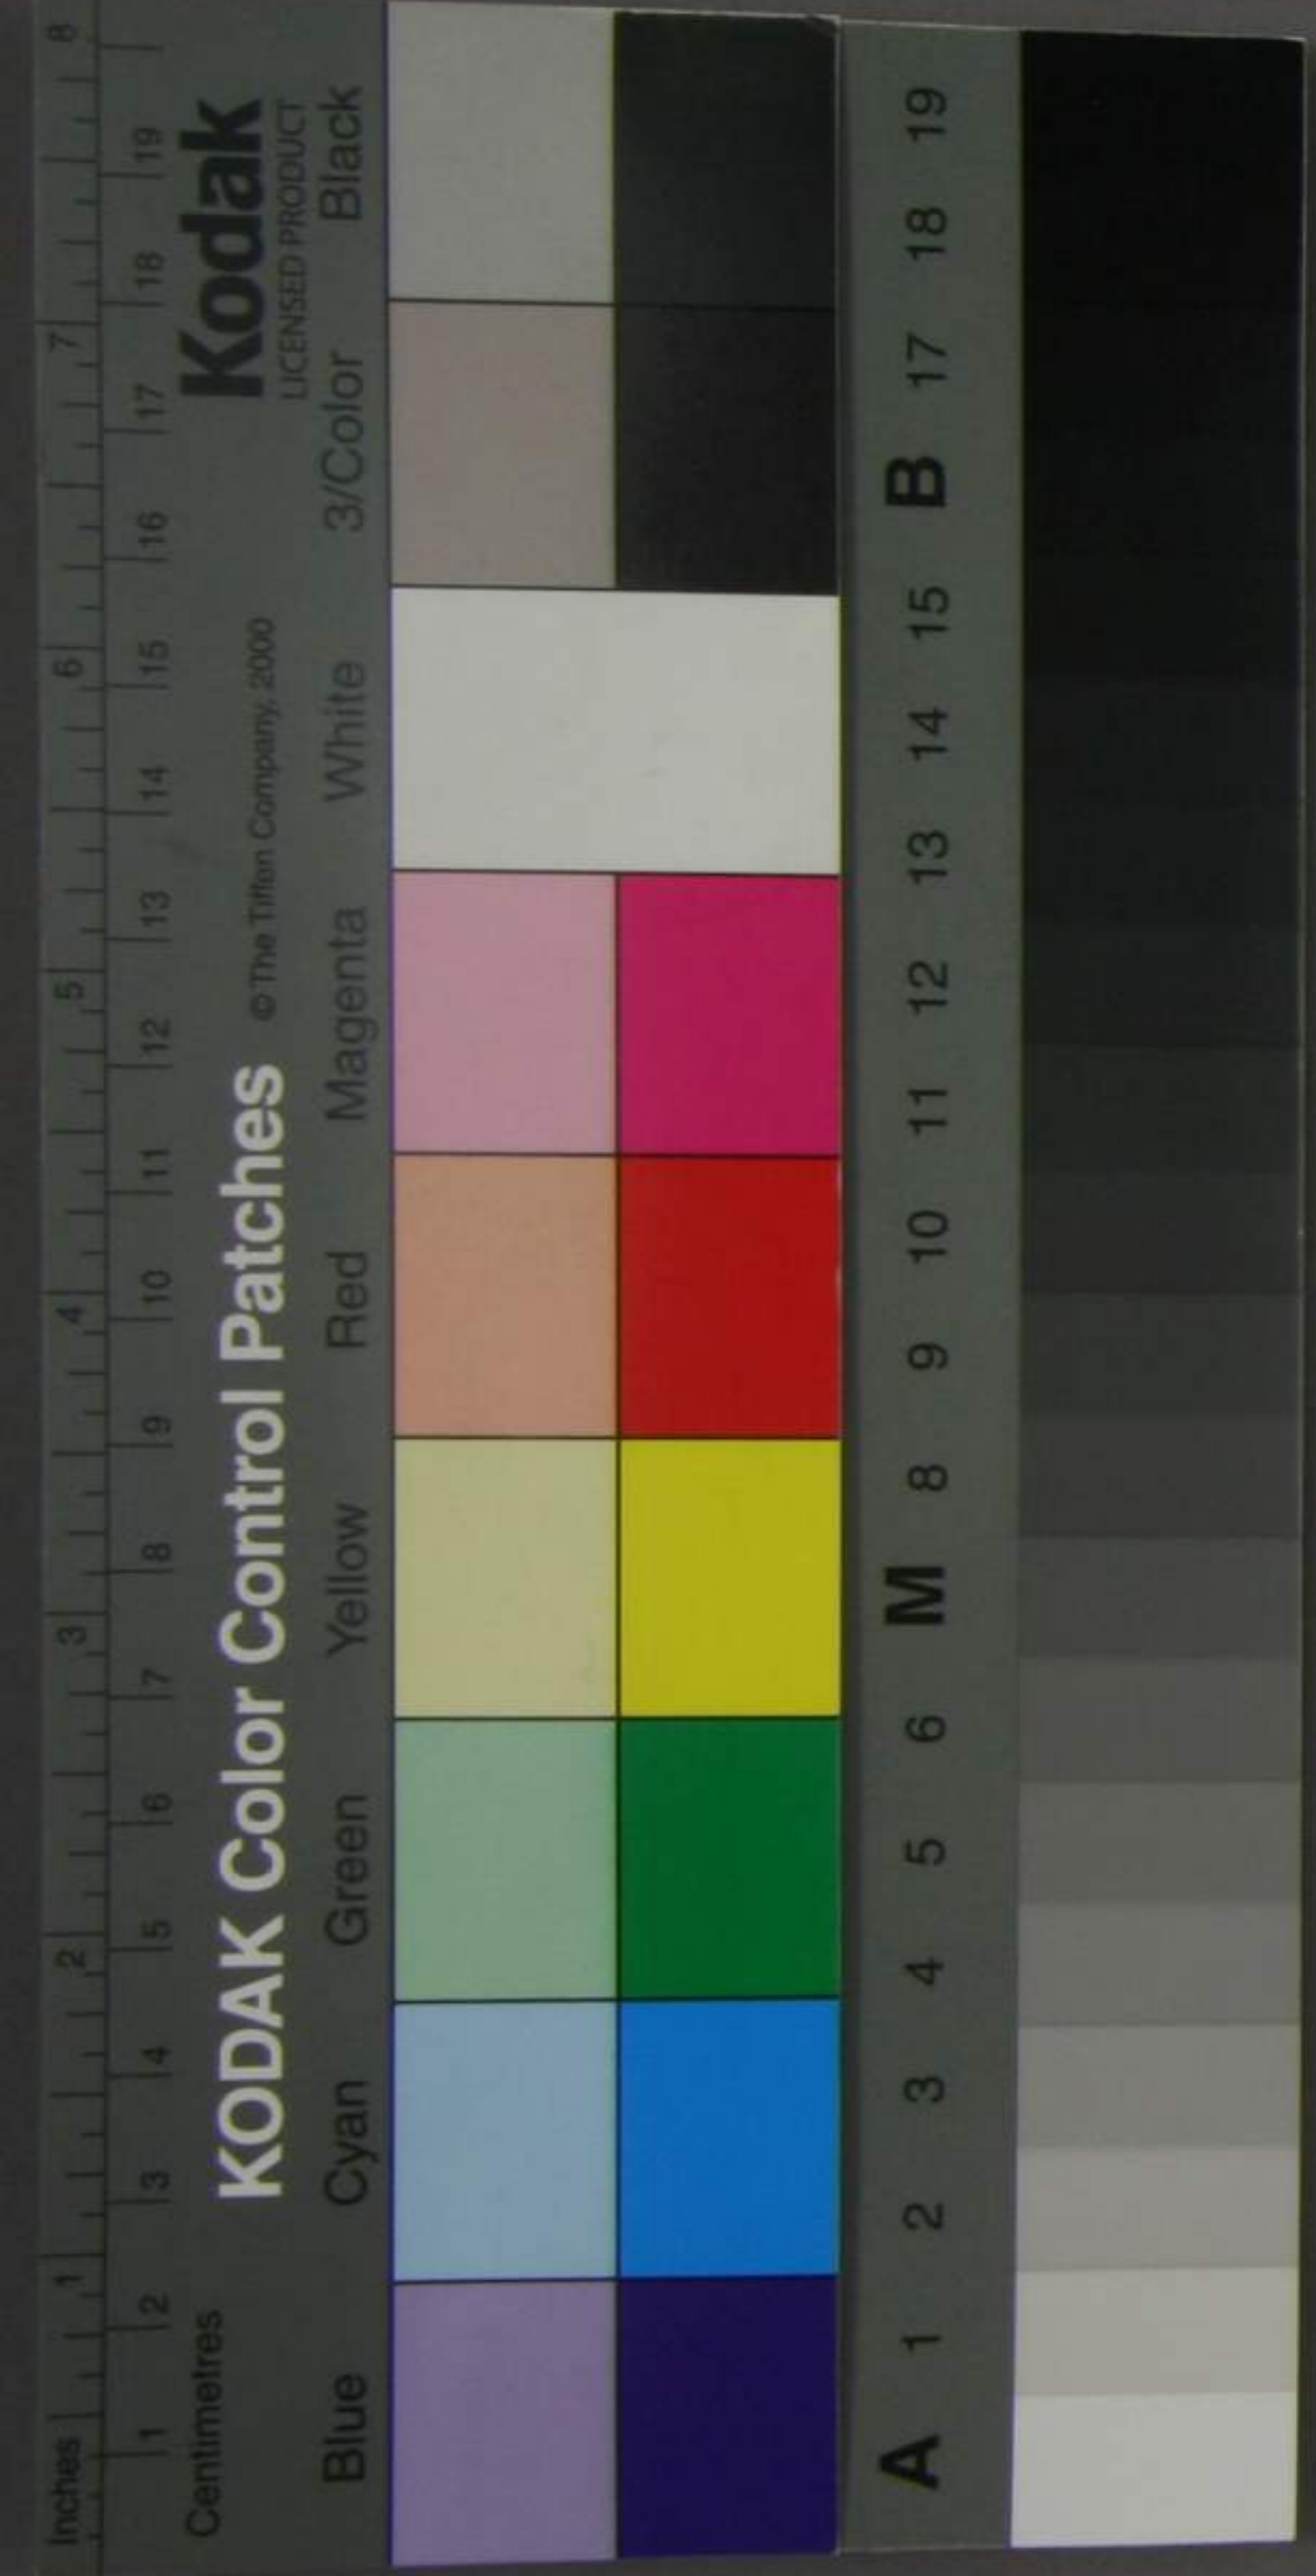 Inches 1 2 3 4 5 6 7 8
Centimetres 1 2 3 4 5 6 7 8 9 10 11 12 13 14 15 16 17 18 19
KODAK Color Control Patches ©The Tiffen Company, 2000 Kodak
LICENSED PRODUCT
Blue Cyan Green Yellow Red Magenta White 3/Color Black
A 1 2 3 4 5 6 M 8 9 10 11 12 13 14 15 B 17 18 19